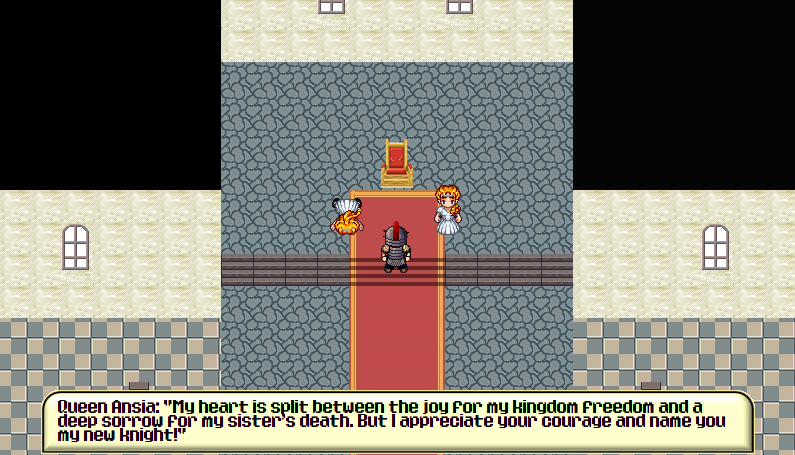 Queen Ansia: "My heart is split between the joy for my kingdom freedom and a
deep sorrow for my sister's death. But I appreciate your courage and name you
my new knight!"